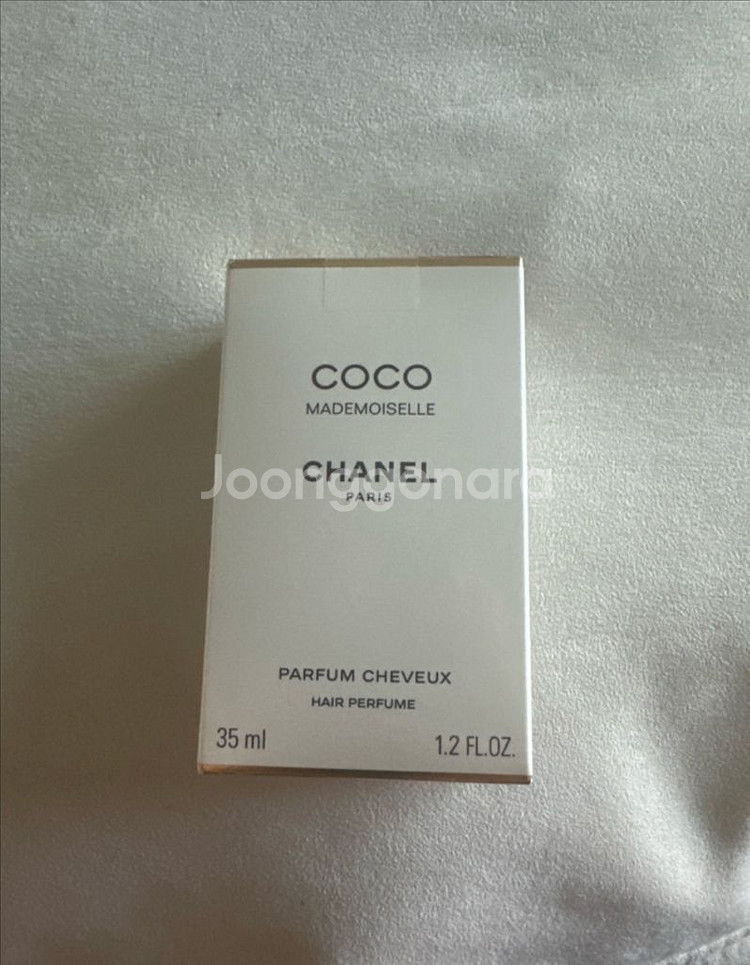 COCO
MADEMOISELLE
CHANEL
PARIS
Joonggonara
PARFUM CHEVEUX
HAIR PERFUME
35 ml
1.2 FL.OZ.